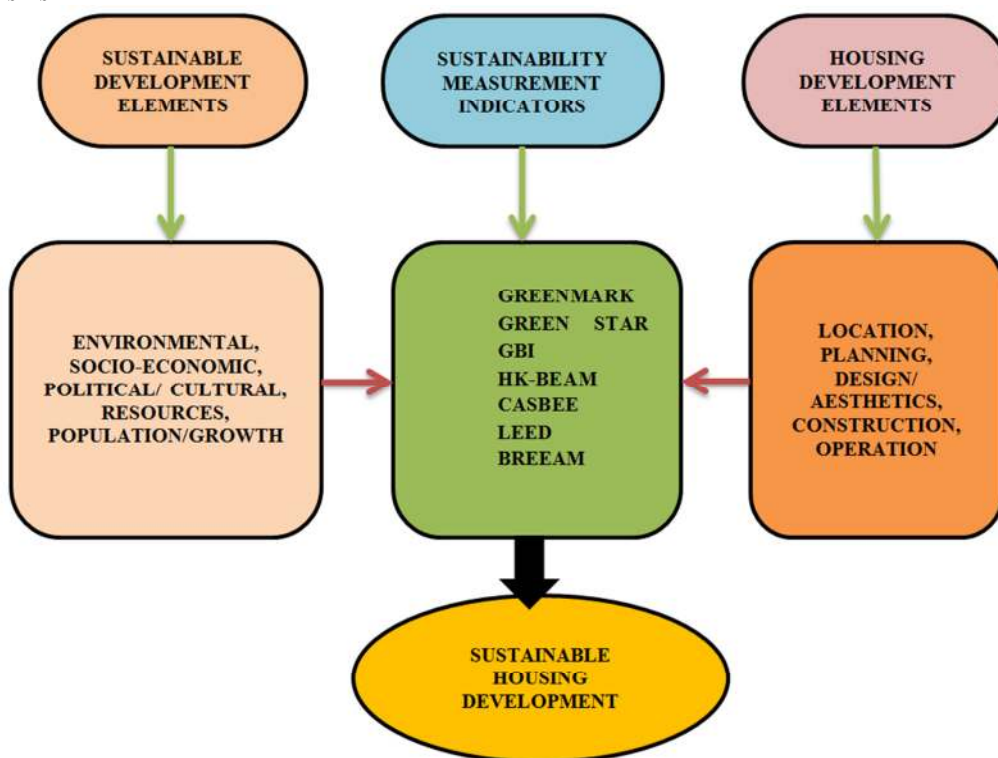 SUSTAINABLE
DEVELOPMENT
ELEMENTS
SUSTAINABILITY
MEASUREMENT
INDICATORS
HOUSING
DEVELOPMENT
ELEMENTS
ENVIRONMENTAL,
SOCIO-ECONOMIC,
POLITICAL/ CULTURAL,
RESOURCES,
POPULATION/GROWTH
GREENMARK
GREEN STAR
GBI
HK-BEAM
CASBEE
LEED
BREEAM
LOCATION,
PLANNING,
DESIGN/
AESTHETICS,
CONSTRUCTION,
OPERATION
SUSTAINABLE
HOUSING
DEVELOPMENT